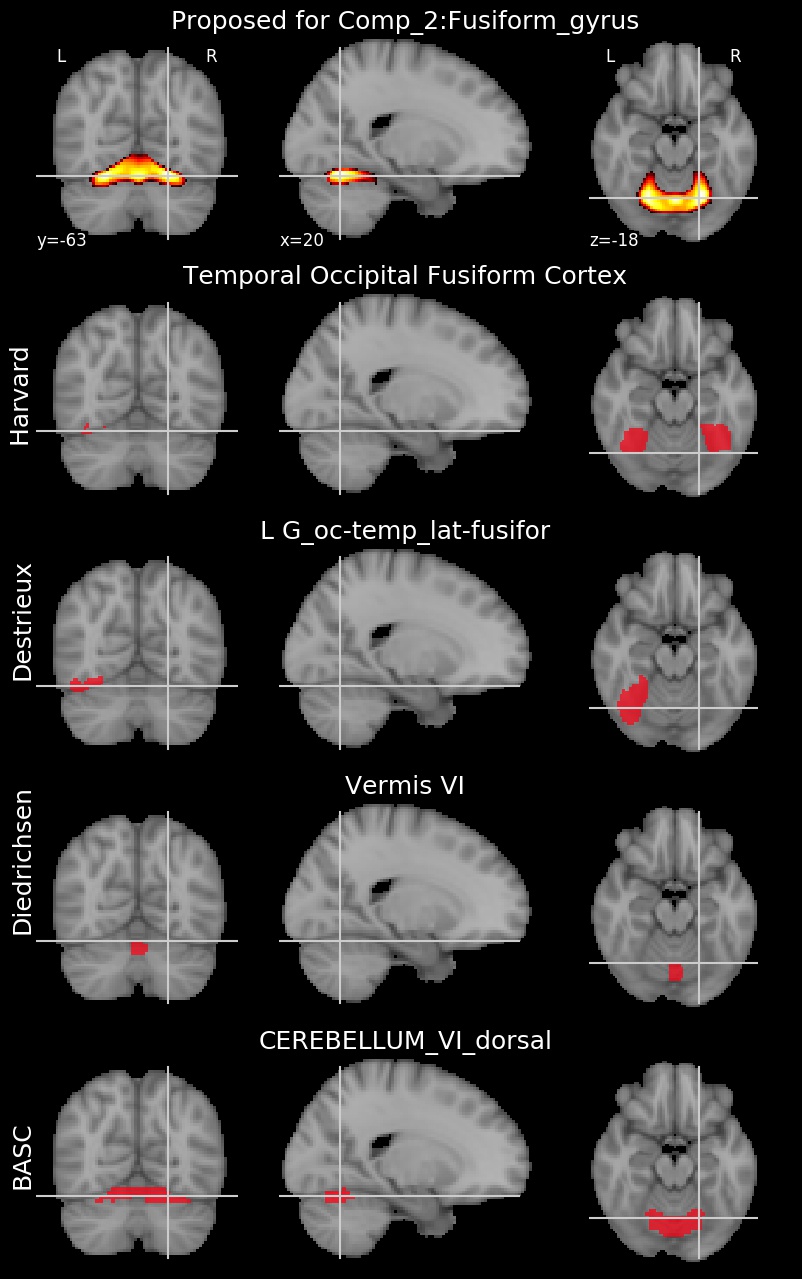 Proposed for Comp_2:Fusiform_gyrus
L R L R
y=-63 x=20 z=-18
Temporal Occipital Fusiform Cortex
Harvard
L G_oc-temp_lat-fusifor
Destrieux
Vermis VI
Diedrichsen
CEREBELLUM_VI_dorsal
BASC